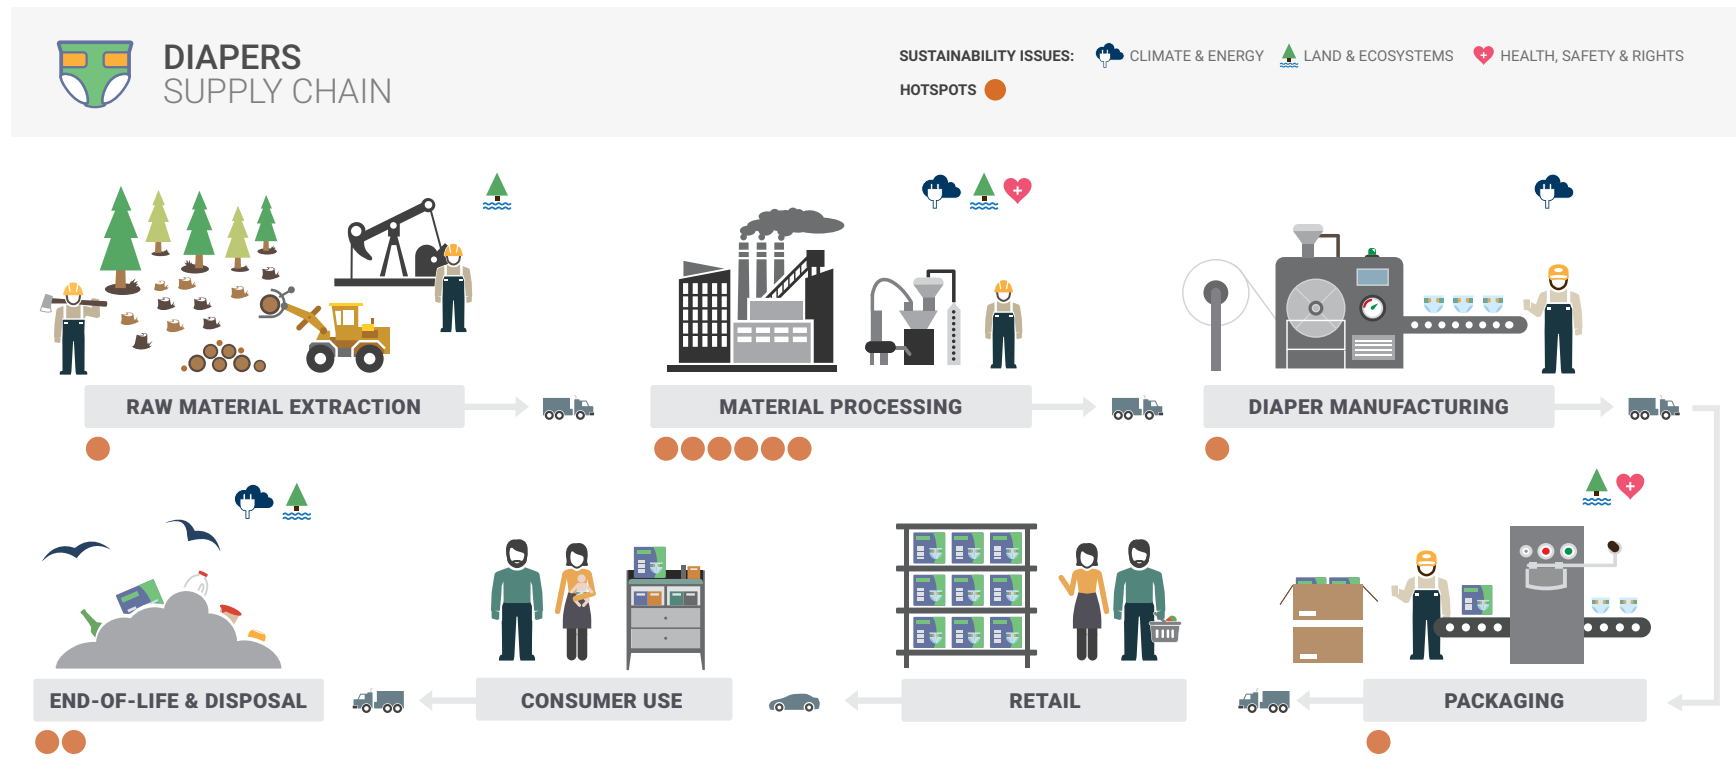 DIAPERS
SUPPLY CHAIN
SUSTAINABILITY ISSUES: CLIMATE & ENERGY LAND & ECOSYSTEMS HEALTH, SAFETY & RIGHTS
HOTSPOTS
RAW MATERIAL EXTRACTION
MATERIAL PROCESSING
DIAPER MANUFACTURING
END-OF-LIFE & DISPOSAL
CONSUMER USE
RETAIL
PACKAGING